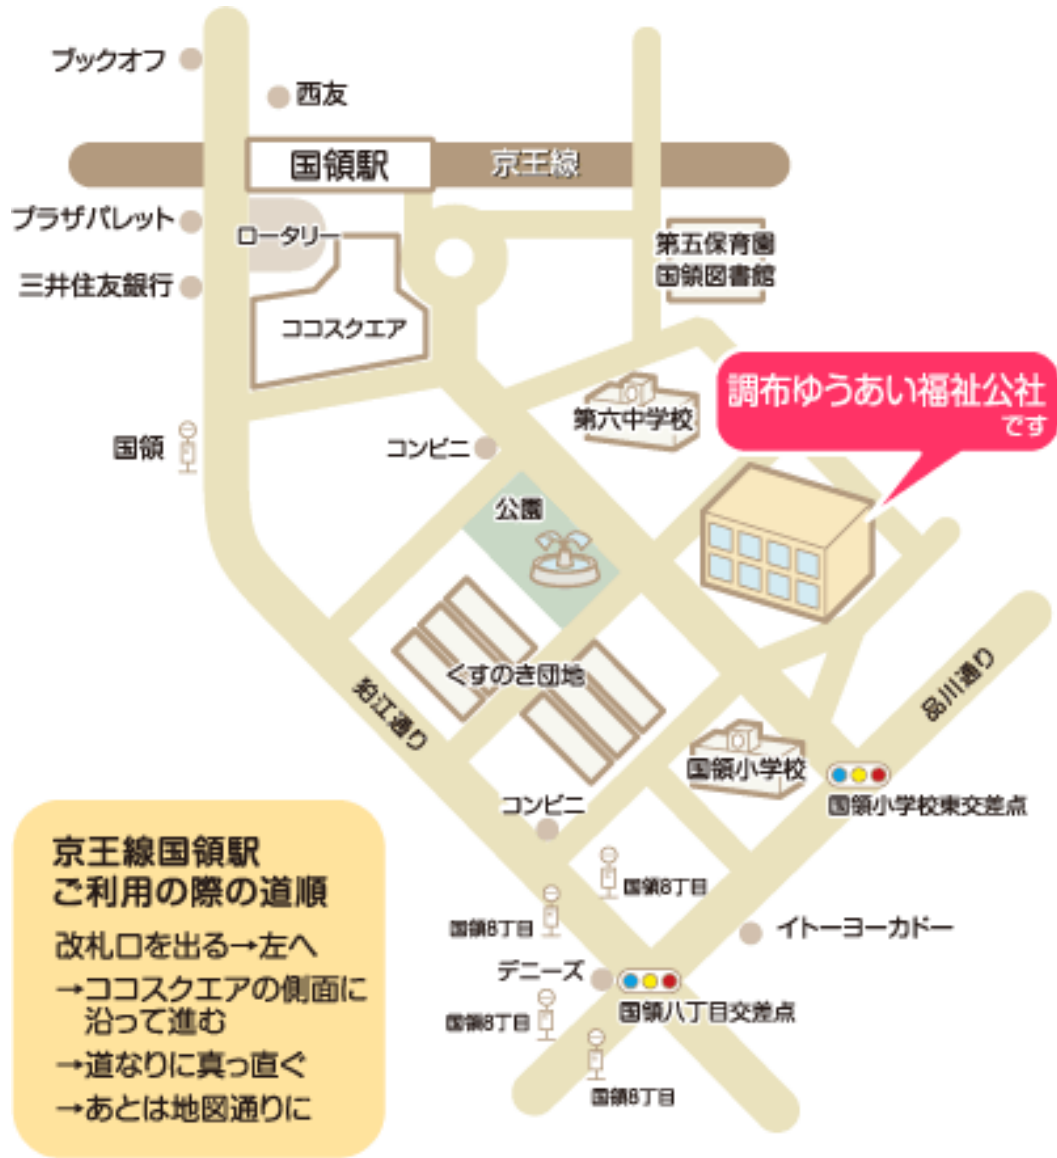 ブックオフ
西友
国領駅
京王線
プラザパレット
ロータリー
第五保育園
国領図書館
三井住友銀行
ココスクエア
調布ゆうあい福祉公社
です
第六中学校
国領
コンビニ
公園
くすのき団地
狛江通り
品川通り
国領小学校
国領小学校東交差点
コンビニ
国領8丁目
国領8丁目
イトーヨーカドー
デニーズ
国領8丁目
国領八丁目交差点
国領8丁目
京王線国領駅
ご利用の際の道順
改札口を出る→左へ
→ココスクエアの側面に
沿って進む
→道なりに真っ直ぐ
→あとは地図通りに